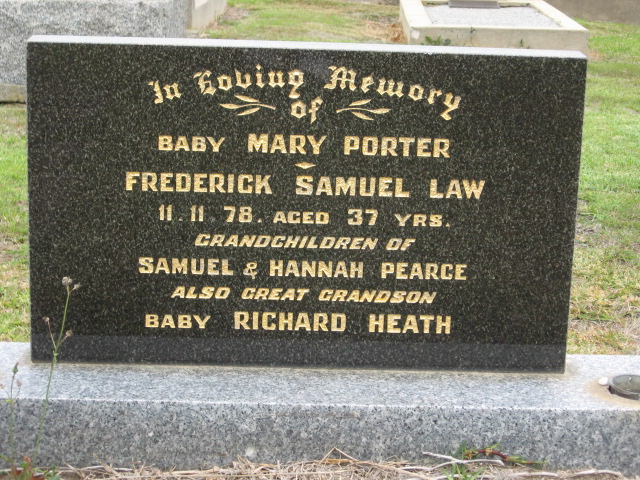 In Loving Memory
of
BABY MARY PORTER
FREDERICK SAMUEL LAW
11.11.78. AGED 37 YRS.
GRANDCHILDREN OF
SAMUEL & HANNAH PEARCE
ALSO GREAT GRANDSON
BABY RICHARD HEATH